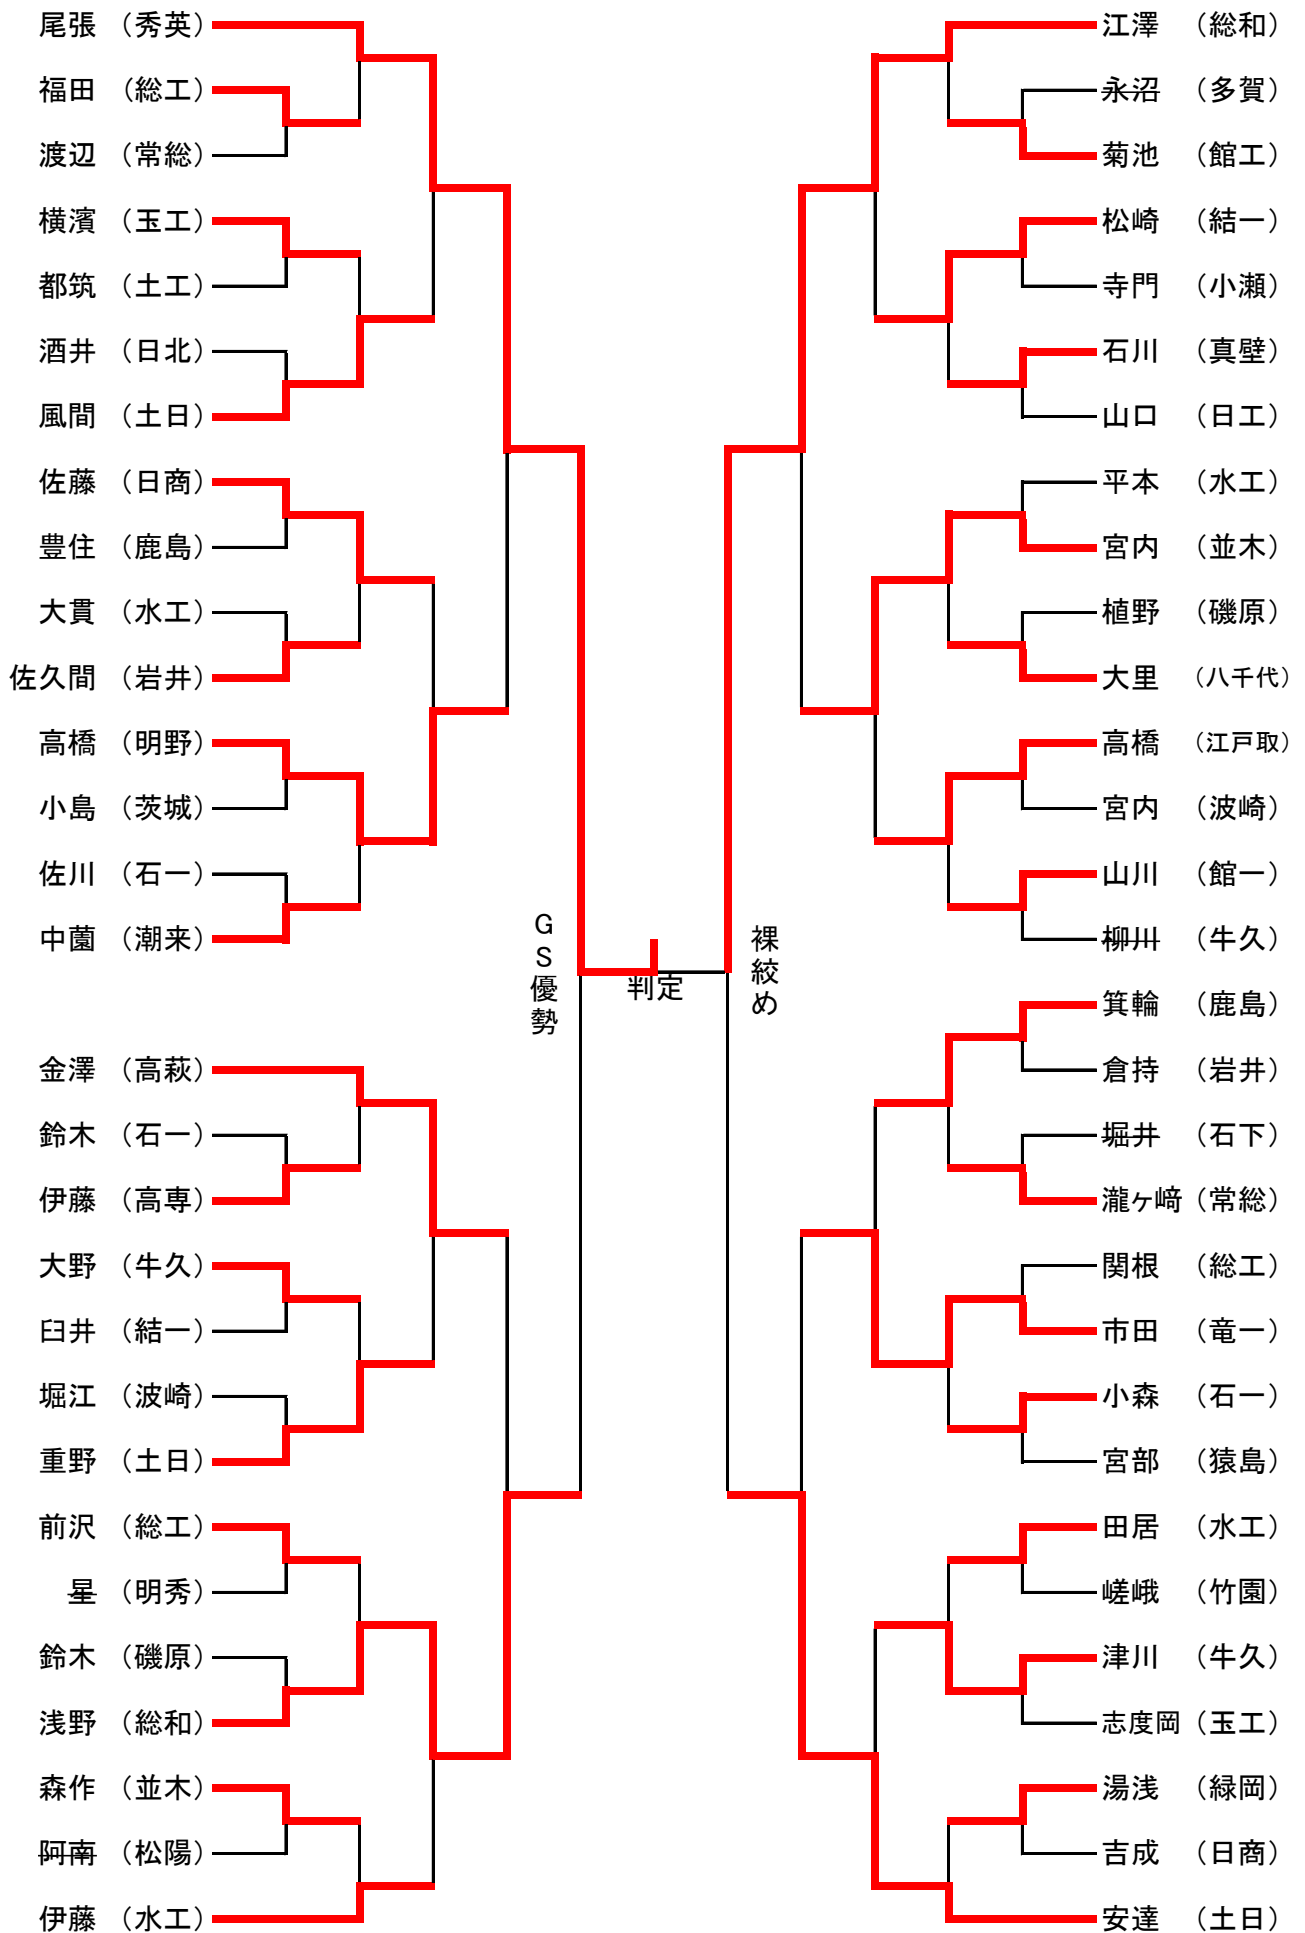 尾張 （秀英）
福田 （総工）
渡辺 （常総）
横濱 （玉工）
都筑 （土工）
酒井 （日北）
風間 （土日）
佐藤 （日商）
豊住 （鹿島）
大貫 （水工）
佐久間 （岩井）
高橋 （明野）
小島 （茨城）
佐川 （石一）
中薗 （潮来）
金澤 （高萩）
鈴木 （石一）
伊藤 （高専）
大野 （牛久）
臼井 （結一）
堀江 （波崎）
重野 （土日）
前沢 （総工）
星 （明秀）
鈴木 （磯原）
浅野 （総和）
森作 （並木）
阿南 （松陽）
伊藤 （水工）
GS優勢
判定
裸絞め
江澤 （総和）
永沼 （多賀）
菊池 （館工）
松崎 （結一）
寺門 （小瀬）
石川 （真壁）
山口 （日工）
平本 （水工）
宮内 （並木）
植野 （磯原）
大里 （八千代）
高橋 （江戸取）
宮内 （波崎）
山川 （館一）
柳川 （牛久）
箕輪 （鹿島）
倉持 （岩井）
堀井 （石下）
瀧ヶ﨑 （常総）
関根 （総工）
市田 （竜一）
小森 （石一）
宮部 （猿島）
田居 （水工）
嵯峨 （竹園）
津川 （牛久）
志度岡 （玉工）
湯浅 （緑岡）
吉成 （日商）
安達 （土日）